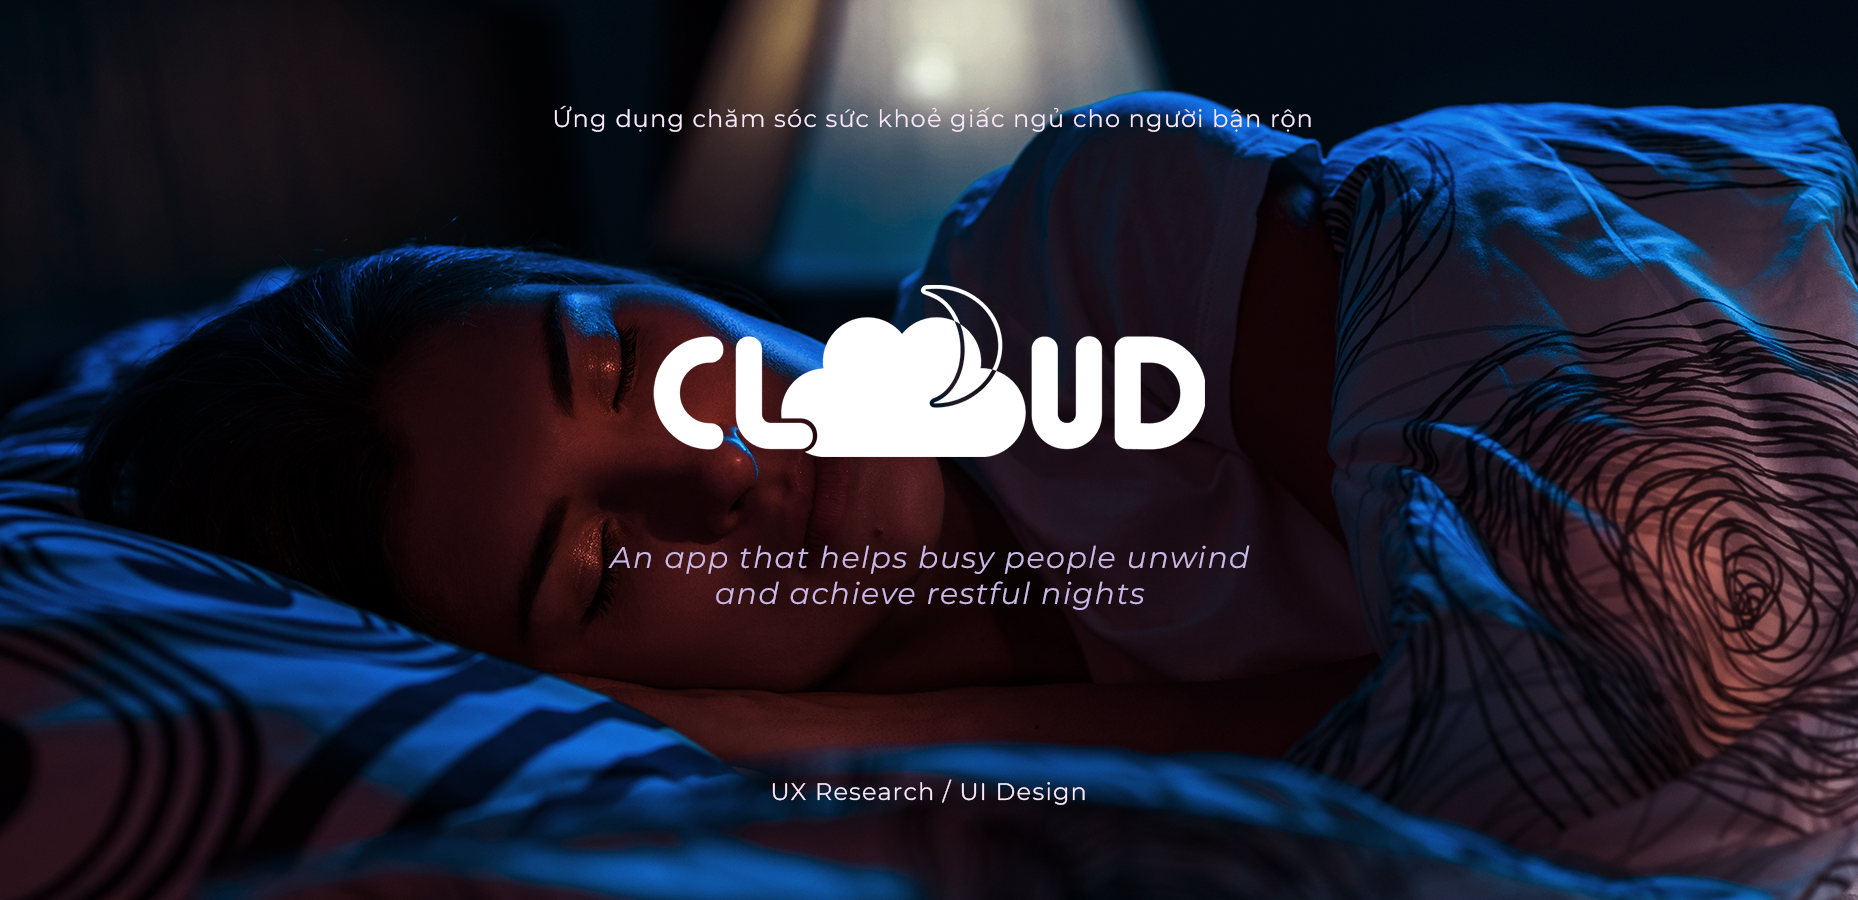 Ứng dụng chăm sóc sức khoẻ giấc ngủ cho người bận rộn
CLOUD
An app that helps busy people unwind
and achieve restful nights
UX Research / UI Design